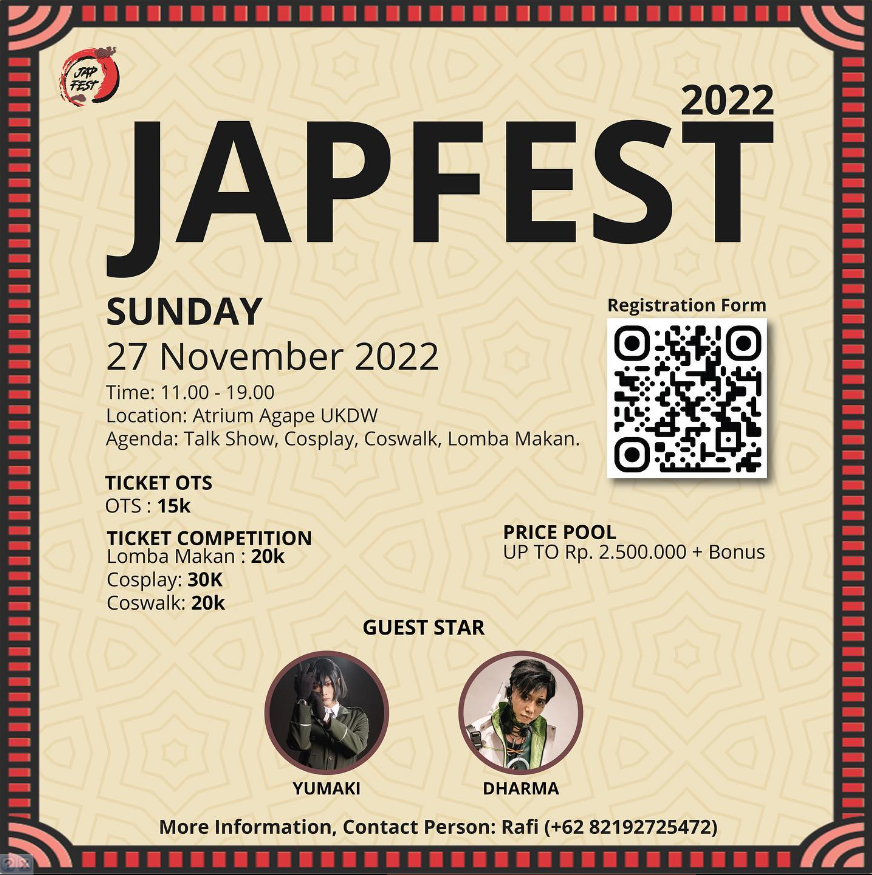 JAP
FEST
2022
JAPFEST
SUNDAY
27 November 2022
Time: 11.00 - 19.00
Location: Atrium Agape UKDW
Agenda: Talk Show, Cosplay, Coswalk, Lomba Makan.
Registration Form
TICKET OTS
OTS : 15k
TICKET COMPETITION
Lomba Makan : 20k
Cosplay: 30K
Coswalk: 20k
PRICE POOL
UP TO Rp. 2.500.000 + Bonus
GUEST STAR
YUMAKI
DHARMA
More Information, Contact Person: Rafi (+62 82192725472)